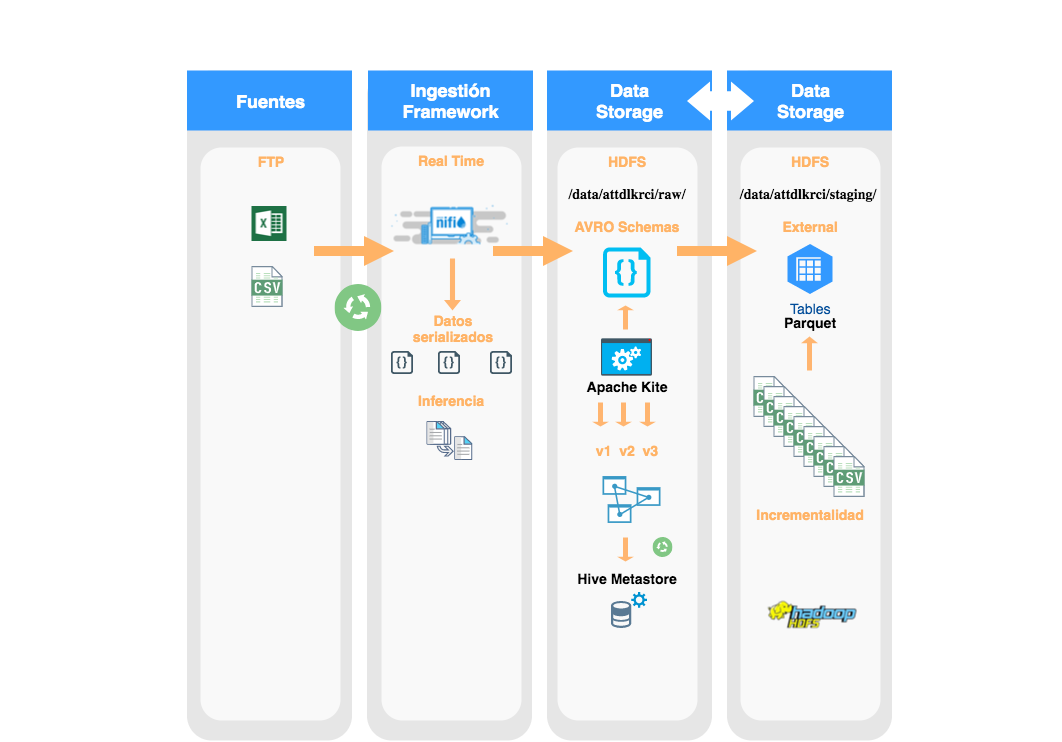 Fuentes
Ingestión
Framework
Data
Storage
Data
Storage
FTP
X
CSV
Real Time
nifi
Datos
serializados
{} {} {}
Inferencia
HDFS
/data/attdlkrci/raw/
AVRO Schemas
{}
Apache Kite
v1 v2 v3
Hive Metastore
HDFS
/data/attdlkrci/staging/
External
Tables
Parquet
C
C
C
C
C
C
C
CSV
Incrementalidad
hadoop
HDFS